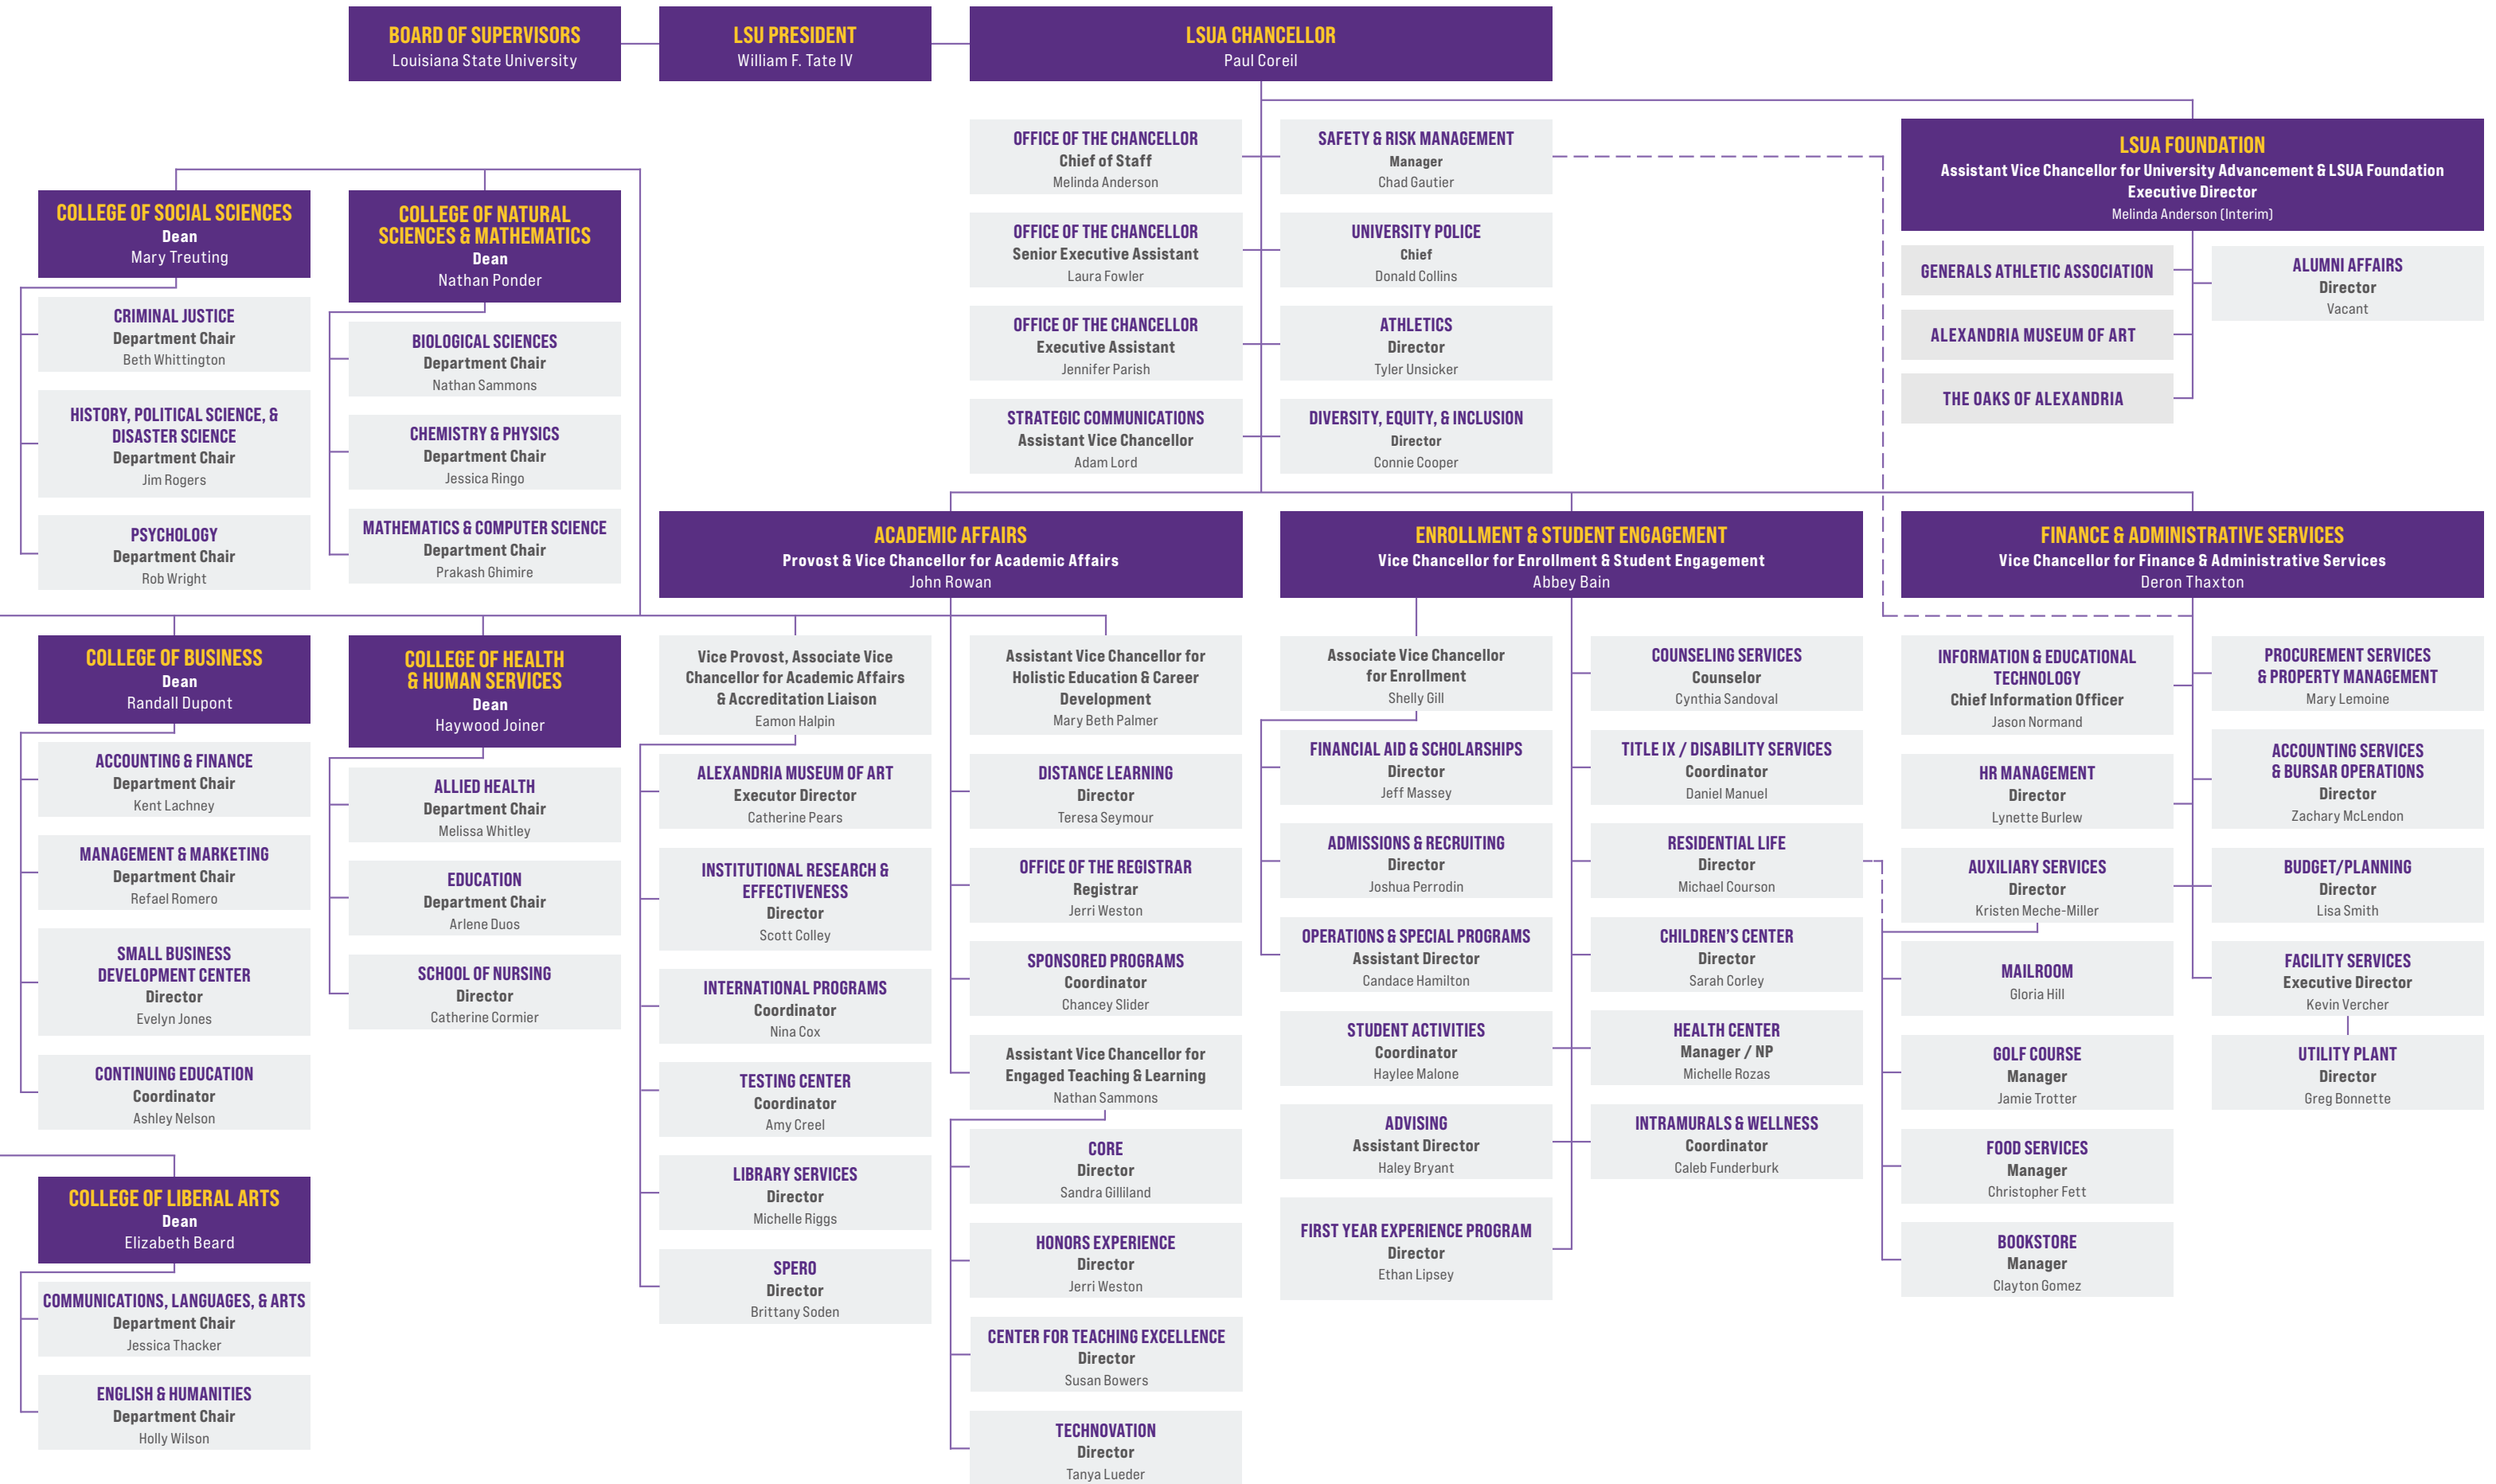 BOARD OF SUPERVISORS
Louisiana State University
LSU PRESIDENT
William F. Tate IV
LSUA CHANCELLOR
Paul Coreil
OFFICE OF THE CHANCELLOR
Chief of Staff
Melinda Anderson
SAFETY & RISK MANAGEMENT
Manager
Chad Gautier
OFFICE OF THE CHANCELLOR
Senior Executive Assistant
Laura Fowler
UNIVERSITY POLICE
Chief
Donald Collins
OFFICE OF THE CHANCELLOR
Executive Assistant
Jennifer Parish
ATHLETICS
Director
Tyler Unsicker
STRATEGIC COMMUNICATIONS
Assistant Vice Chancellor
Adam Lord
DIVERSITY, EQUITY, & INCLUSION
Director
Connie Cooper
LSUA FOUNDATION
Assistant Vice Chancellor for University Advancement & LSUA Foundation
Executive Director
Melinda Anderson (Interim)
GENERALS ATHLETIC ASSOCIATION
ALEXANDRIA MUSEUM OF ART
THE OAKS OF ALEXANDRIA
ALUMNI AFFAIRS
Director
Vacant
COLLEGE OF SOCIAL SCIENCES
Dean
Mary Treuting
CRIMINAL JUSTICE
Department Chair
Beth Whittington
HISTORY, POLITICAL SCIENCE, &
DISASTER SCIENCE
Department Chair
Jim Rogers
PSYCHOLOGY
Department Chair
Rob Wright
COLLEGE OF NATURAL
SCIENCES & MATHEMATICS
Dean
Nathan Ponder
BIOLOGICAL SCIENCES
Department Chair
Nathan Sammons
CHEMISTRY & PHYSICS
Department Chair
Jessica Ringo
MATHEMATICS & COMPUTER SCIENCE
Department Chair
Prakash Ghimire
ACADEMIC AFFAIRS
Provost & Vice Chancellor for Academic Affairs
John Rowan
ENROLLMENT & STUDENT ENGAGEMENT
Vice Chancellor for Enrollment & Student Engagement
Abbey Bain
FINANCE & ADMINISTRATIVE SERVICES
Vice Chancellor for Finance & Administrative Services
Deron Thaxton
COLLEGE OF BUSINESS
Dean
Randall Dupont
ACCOUNTING & FINANCE
Department Chair
Kent Lachney
MANAGEMENT & MARKETING
Department Chair
Refael Romero
SMALL BUSINESS
DEVELOPMENT CENTER
Director
Evelyn Jones
CONTINUING EDUCATION
Coordinator
Ashley Nelson
COLLEGE OF LIBERAL ARTS
Dean
Elizabeth Beard
COMMUNICATIONS, LANGUAGES, & ARTS
Department Chair
Jessica Thacker
ENGLISH & HUMANITIES
Department Chair
Holly Wilson
COLLEGE OF HEALTH
& HUMAN SERVICES
Dean
Haywood Joiner
ALLIED HEALTH
Department Chair
Melissa Whitley
EDUCATION
Department Chair
Arlene Duos
SCHOOL OF NURSING
Director
Catherine Cormier
Vice Provost, Associate Vice
Chancellor for Academic Affairs
& Accreditation Liaison
Eamon Halpin
ALEXANDRIA MUSEUM OF ART
Executor Director
Catherine Pears
INSTITUTIONAL RESEARCH &
EFFECTIVENESS
Director
Scott Colley
INTERNATIONAL PROGRAMS
Coordinator
Nina Cox
TESTING CENTER
Coordinator
Amy Creel
LIBRARY SERVICES
Director
Michelle Riggs
SPERO
Director
Brittany Soden
Assistant Vice Chancellor for
Holistic Education & Career
Development
Mary Beth Palmer
DISTANCE LEARNING
Director
Teresa Seymour
OFFICE OF THE REGISTRAR
Registrar
Jerri Weston
SPONSORED PROGRAMS
Coordinator
Chancey Slider
Assistant Vice Chancellor for
Engaged Teaching & Learning
Nathan Sammons
CORE
Director
Sandra Gilliland
HONORS EXPERIENCE
Director
Jerri Weston
CENTER FOR TEACHING EXCELLENCE
Director
Susan Bowers
TECHNOVATION
Director
Tanya Lueder
Associate Vice Chancellor
for Enrollment
Shelly Gill
FINANCIAL AID & SCHOLARSHIPS
Director
Jeff Massey
ADMISSIONS & RECRUITING
Director
Joshua Perrodin
OPERATIONS & SPECIAL PROGRAMS
Assistant Director
Candace Hamilton
STUDENT ACTIVITIES
Coordinator
Haylee Malone
ADVISING
Assistant Director
Haley Bryant
FIRST YEAR EXPERIENCE PROGRAM
Director
Ethan Lipsey
COUNSELING SERVICES
Counselor
Cynthia Sandoval
TITLE IX / DISABILITY SERVICES
Coordinator
Daniel Manuel
RESIDENTIAL LIFE
Director
Michael Courson
CHILDREN'S CENTER
Director
Sarah Corley
HEALTH CENTER
Manager / NP
Michelle Rozas
INTRAMURALS & WELLNESS
Coordinator
Caleb Funderburk
INFORMATION & EDUCATIONAL
TECHNOLOGY
Chief Information Officer
Jason Normand
HR MANAGEMENT
Director
Lynette Burlew
AUXILIARY SERVICES
Director
Kristen Meche-Miller
MAILROOM
Gloria Hill
GOLF COURSE
Manager
Jamie Trotter
FOOD SERVICES
Manager
Christopher Fett
BOOKSTORE
Manager
Clayton Gomez
PROCUREMENT SERVICES
& PROPERTY MANAGEMENT
Mary Lemoine
ACCOUNTING SERVICES
& BURSAR OPERATIONS
Director
Zachary McLendon
BUDGET/PLANNING
Director
Lisa Smith
FACILITY SERVICES
Executive Director
Kevin Vercher
UTILITY PLANT
Director
Greg Bonnette